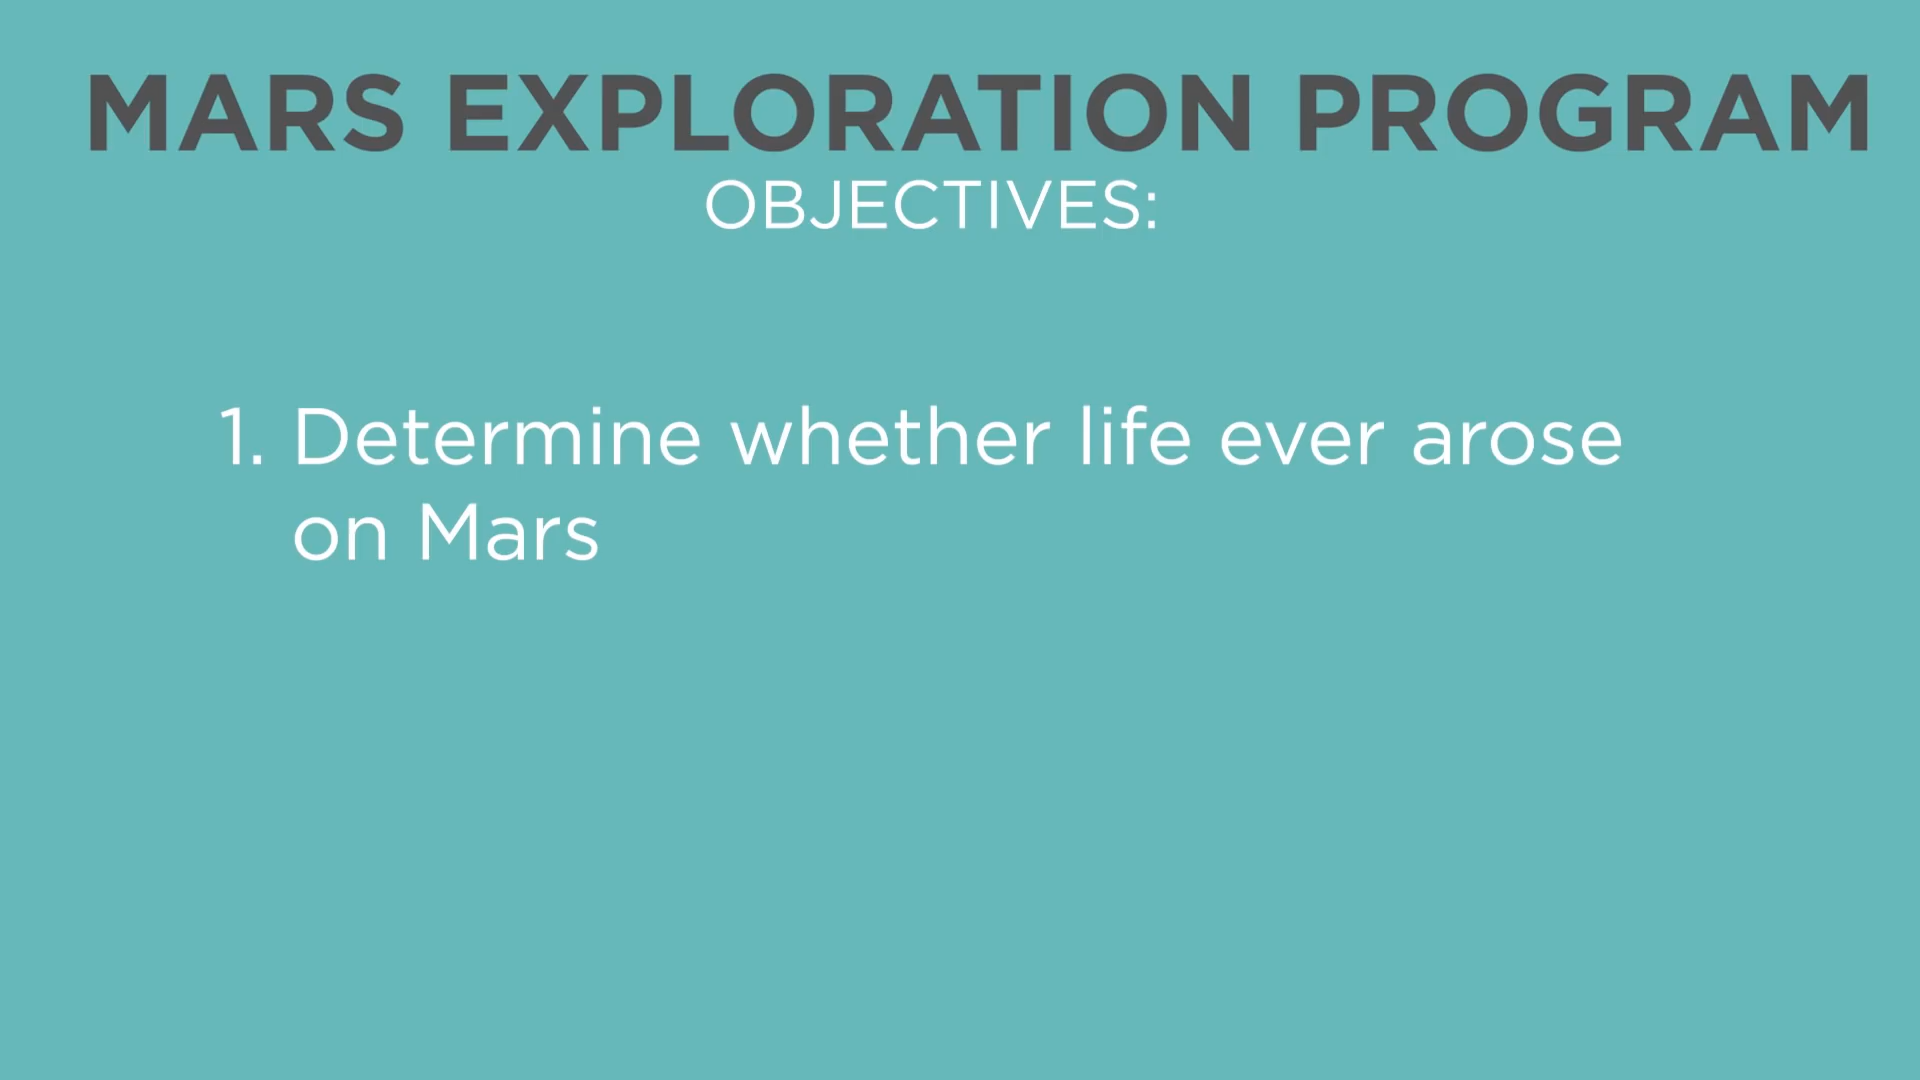 MARS EXPLORATION PROGRAM
OBJECTIVES:
1. Determine whether life ever arose
on Mars